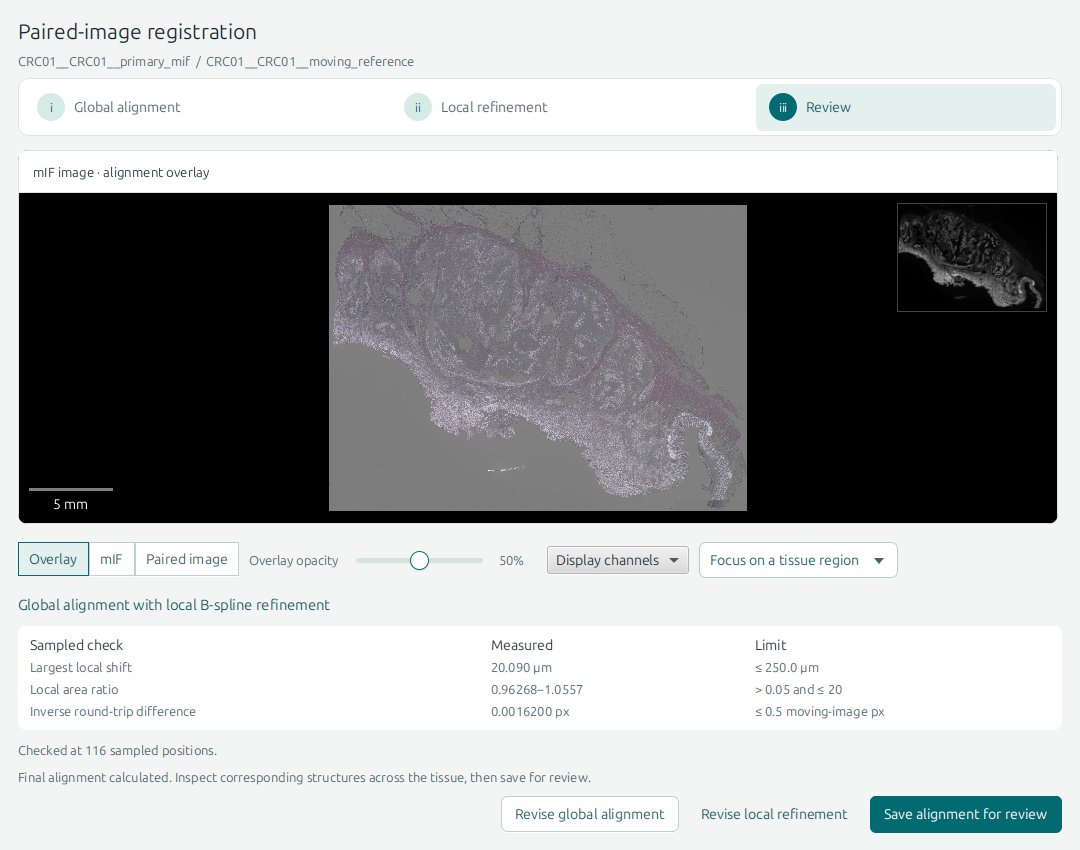 Paired-image registration
CRC01__CRC01__primary_mif / CRC01__CRC01__moving_reference
i Global alignment
ii Local refinement
iii Review
mIF image · alignment overlay
5 mm
Overlay mIF Paired image Overlay opacity 50% Display channels Focus on a tissue region
Global alignment with local B-spline refinement
Sampled check Measured Limit
Largest local shift 20.090 µm ≤ 250.0 µm
Local area ratio 0.96268–1.0557 > 0.05 and ≤ 20
Inverse round-trip difference 0.0016200 px ≤ 0.5 moving-image px
Checked at 116 sampled positions.
Final alignment calculated. Inspect corresponding structures across the tissue, then save for review.
Revise global alignment Revise local refinement Save alignment for review